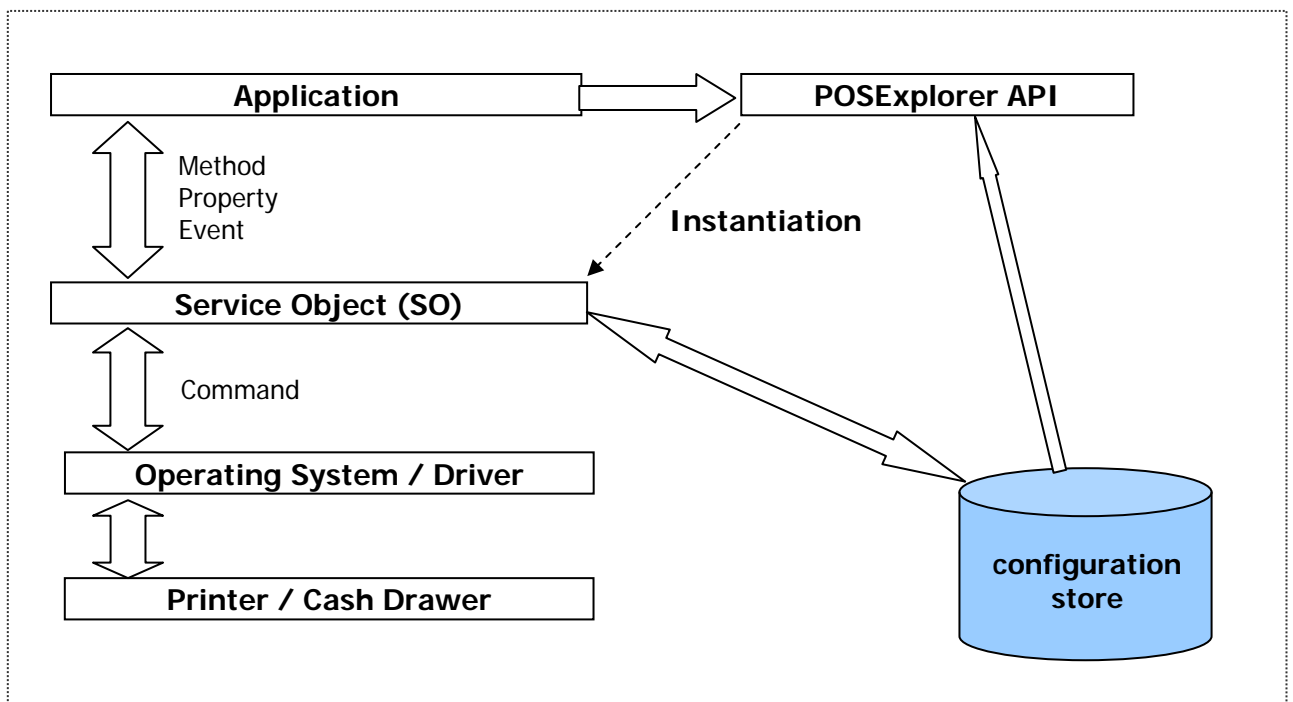 Application
POSExplorer API
Method
Property
Event
Instantiation
Service Object (SO)
Command
Operating System / Driver
configuration
store
Printer / Cash Drawer